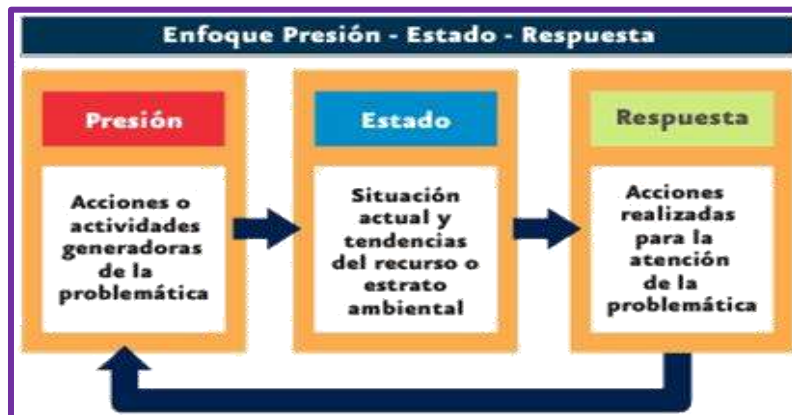 Enfoque Presión - Estado - Respuesta
Presión
Acciones o
actividades
generadoras
de la
problemática
Estado
Situación
actual y
tendencias
del recurso o
estrato
ambiental
Respuesta
Acciones
realizadas
para la
atención
de la
problemática